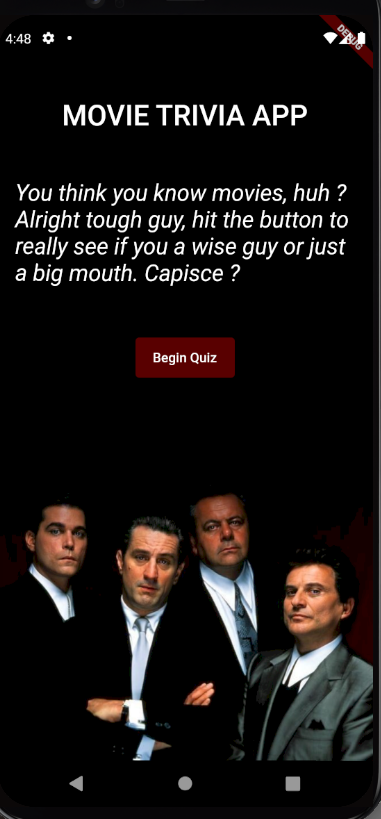 4:48
DEBUG
MOVIE TRIVIA APP
You think you know movies, huh ?
Alright tough guy, hit the button to
really see if you a wise guy or just
a big mouth. Capisce ?
Begin Quiz